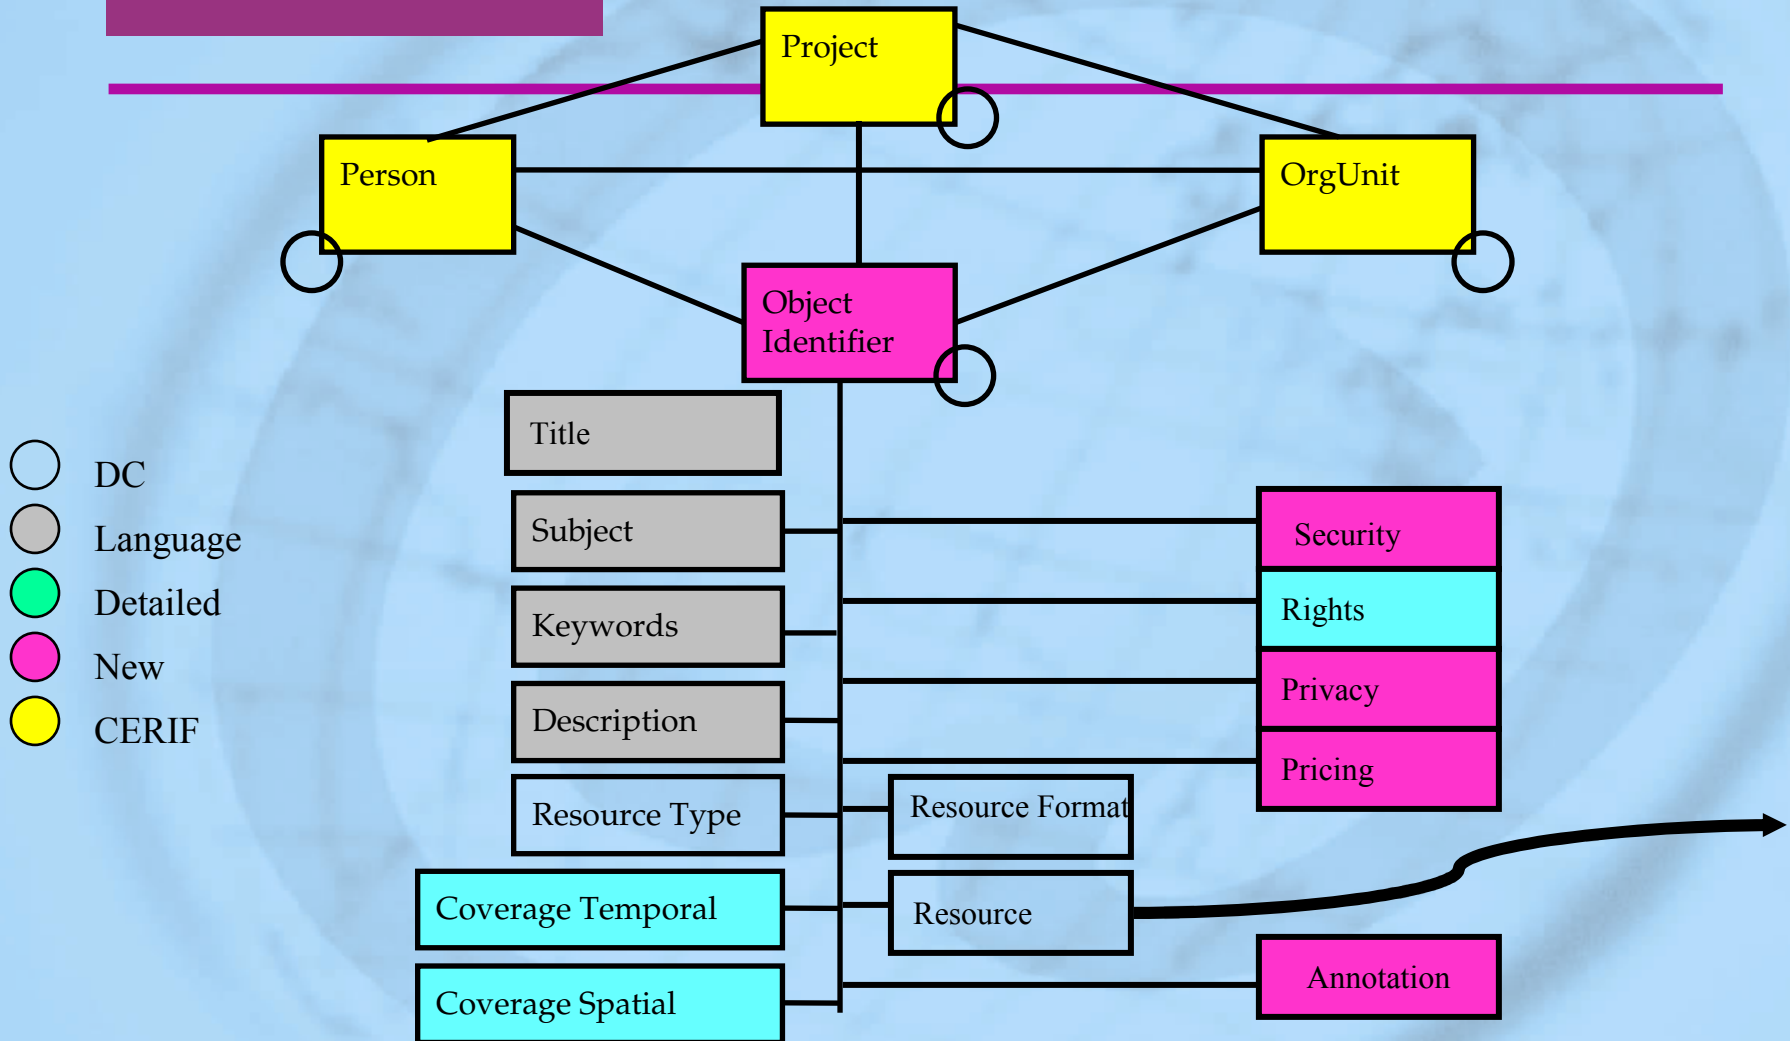 Project
Person
OrgUnit
Object
Identifier
Title
Subject
Keywords
Description
Resource Type
Coverage Temporal
Coverage Spatial
Resource Format
Resource
Security
Rights
Privacy
Pricing
Annotation
DC
Language
Detailed
New
CERIF